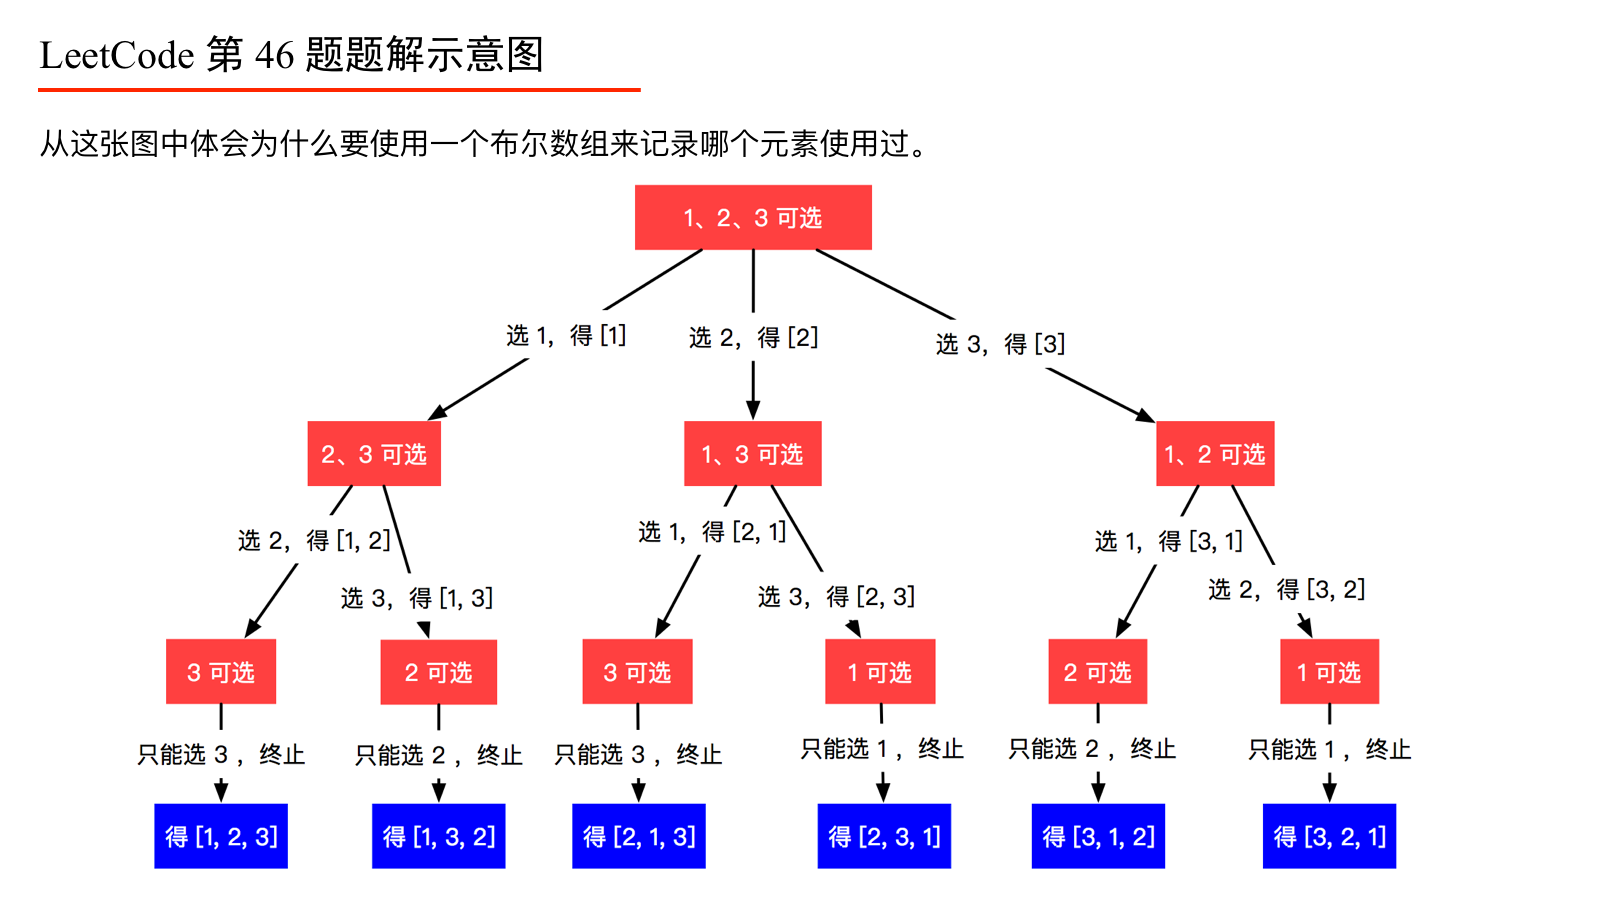 LeetCode 第 46 题题解示意图
从这张图中体会为什么要使用一个布尔数组来记录哪个元素使用过。
1、2、3 可选
选 1，得 [1]
选 2，得 [2]
选 3，得 [3]
2、3 可选
1、3 可选
1、2 可选
选 2，得 [1, 2]
选 3，得 [1, 3]
选 1，得 [2, 1]
选 3，得 [2, 3]
选 1，得 [3, 1]
选 2，得 [3, 2]
3 可选
2 可选
3 可选
1 可选
2 可选
1 可选
只能选 3 ，终止
只能选 2 ，终止
只能选 3 ，终止
只能选 1 ，终止
只能选 2 ，终止
只能选 1 ，终止
得 [1, 2, 3]
得 [1, 3, 2]
得 [2, 1, 3]
得 [2, 3, 1]
得 [3, 1, 2]
得 [3, 2, 1]